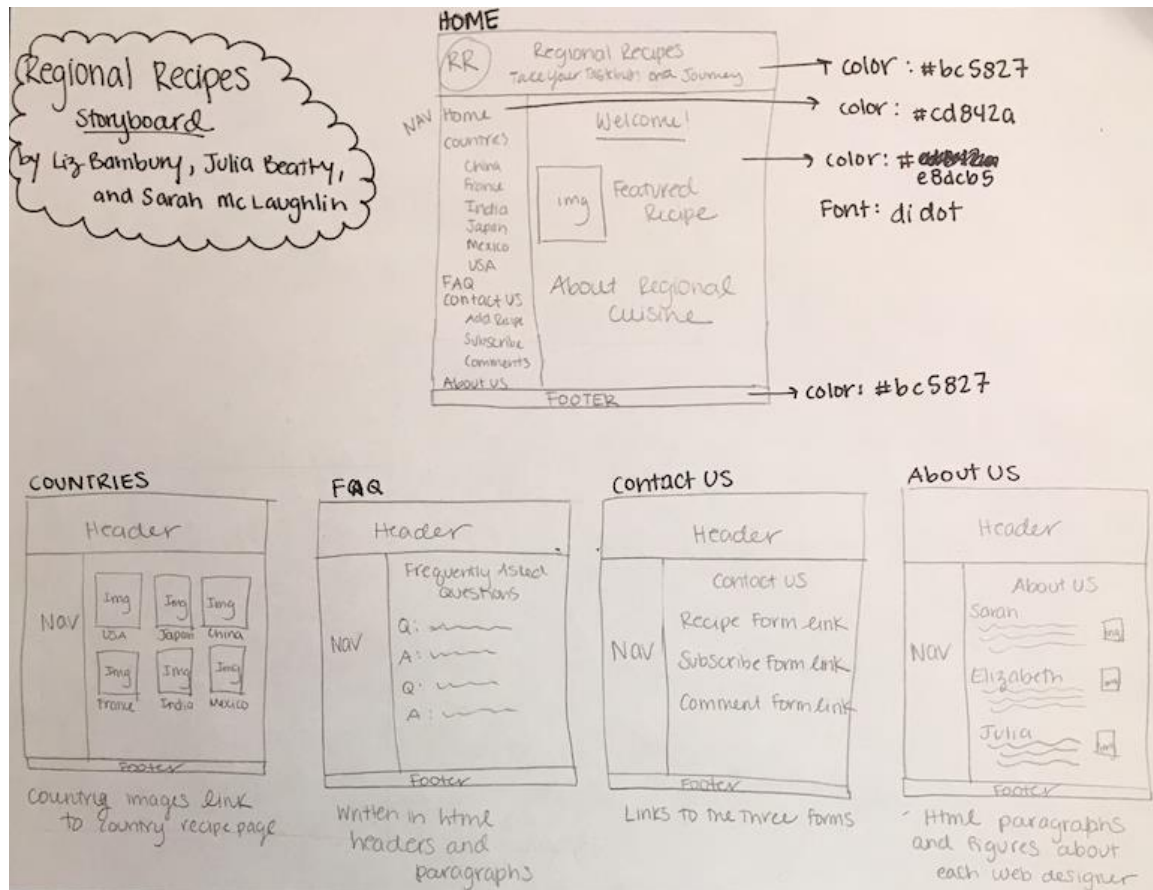 Regional Recipes
Storyboard
by Liz Bambury, Julia Beatty,
and Sarah McLaughlin
HOME
RR
Regional Recipes
Take Your on a Journey
NAV
Home
Countries
China
France
India
Japan
Mexico
USA
FAQ
Contact US
Add Recipe
Subscribe
Comments
About US
Welcome!
img
Featured
Recipe
About Regional
Cuisine
FOOTER
color: #bc5827
color: #cd842a
color: #
e8dcb5
Font: didot
color: #bc5827
COUNTRIES
Header
Nav
Img
Img
Img
USA
Japan
China
Img
Img
Img
France
India
Mexico
Footer
Country images link
to country recipe page
FAQ
Header
Nav
Frequently Asked
Questions
Q:
A:
Q:
A:
Footer
Written in html
headers and
paragraphs
Contact US
Header
Nav
Contact US
Recipe Form link
Subscribe Form link
Comment Form link
Footer
Links to the three forms
About US
Header
Nav
About US
Sarah
img
Elizabeth
img
Julia
img
Footer
Html paragraphs
and figures about
each web designer